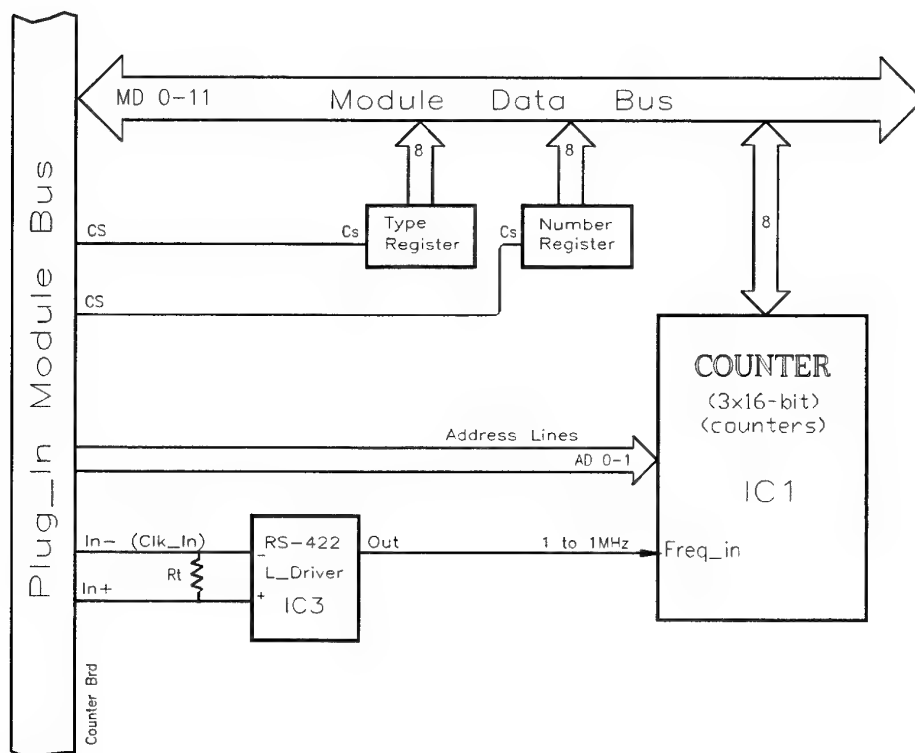 Plug_In Module Bus
MD 0-11
Module Data Bus
8
8
8
CS
Cs
Type
Register
Cs
Number
Register
CS
COUNTER
(3x16-bit)
(counters)
IC1
Address Lines
AD 0-1
In- (Clk_In)
Rt
In+
RS-422
-
L_Driver
+
IC3
Out
1 to 1MHz
Freq_in
Counter Brd